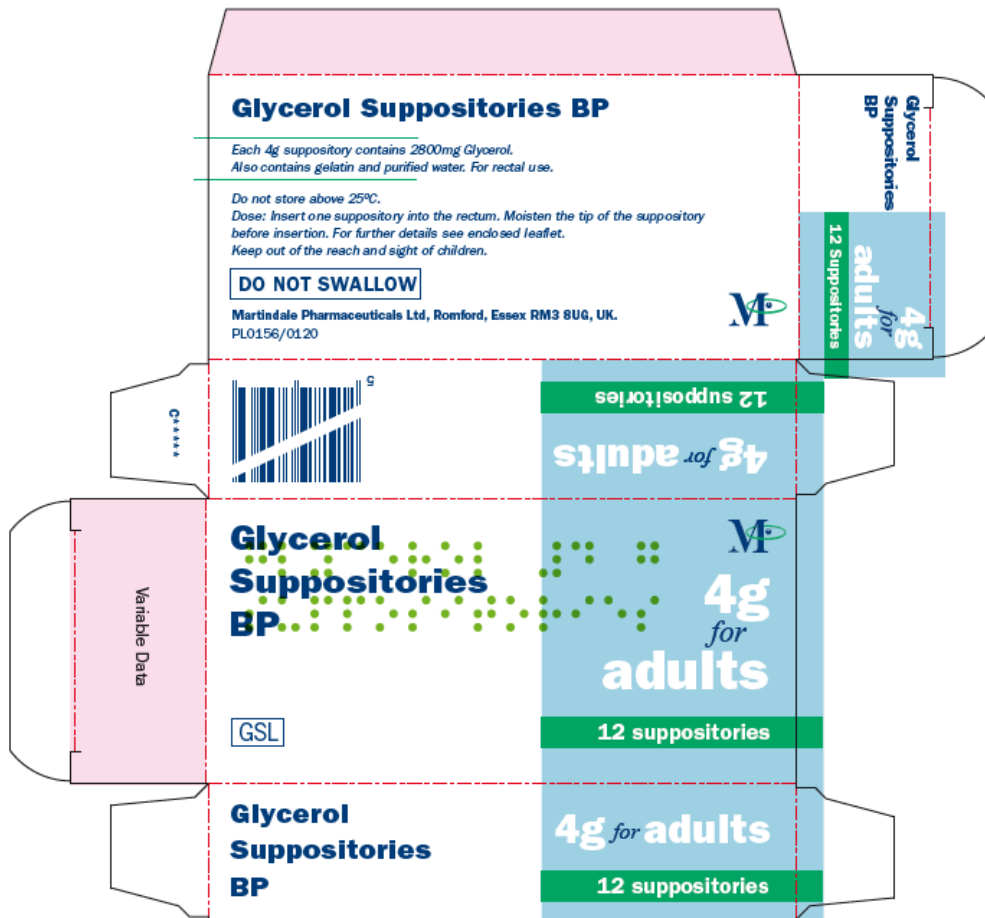 Glycerol Suppositories BP
Each 4g suppository contains 2800mg Glycerol.
Also contains gelatin and purified water. For rectal use.
Do not store above 25ºC.
Dose: Insert one suppository into the rectum. Moisten the tip of the suppository
before insertion. For further details see enclosed leaflet.
Keep out of the reach and sight of children.
DO NOT SWALLOW
Martindale Pharmaceuticals Ltd, Romford, Essex RM3 8UG, UK.
PL0156/0120
M
Glycerol
Suppositories
BP
4g
for
adults
12 Suppositories
C*****
5
12 suppositories
4g for adults
Variable Data
Glycerol
Suppositories
BP
GSL
M
4g
for
adults
12 suppositories
Glycerol
Suppositories
BP
4g for adults
12 suppositories